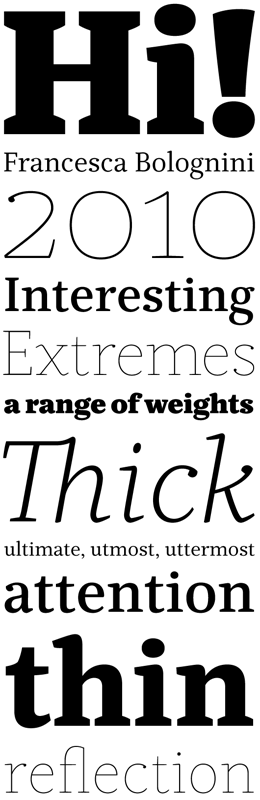 Hi!
Francesca Bolognini
2010
Interesting
Extremes
a range of weights
Thick
ultimate, utmost, uttermost
attention
thin
reflection